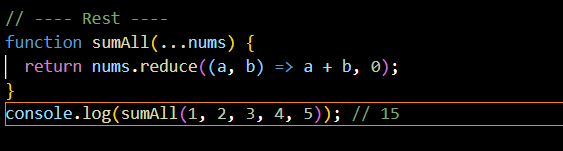 // ---- Rest ----
function sumAll(...nums) {
  return nums.reduce((a, b) => a + b, 0);
}
console.log(sumAll(1, 2, 3, 4, 5)); // 15